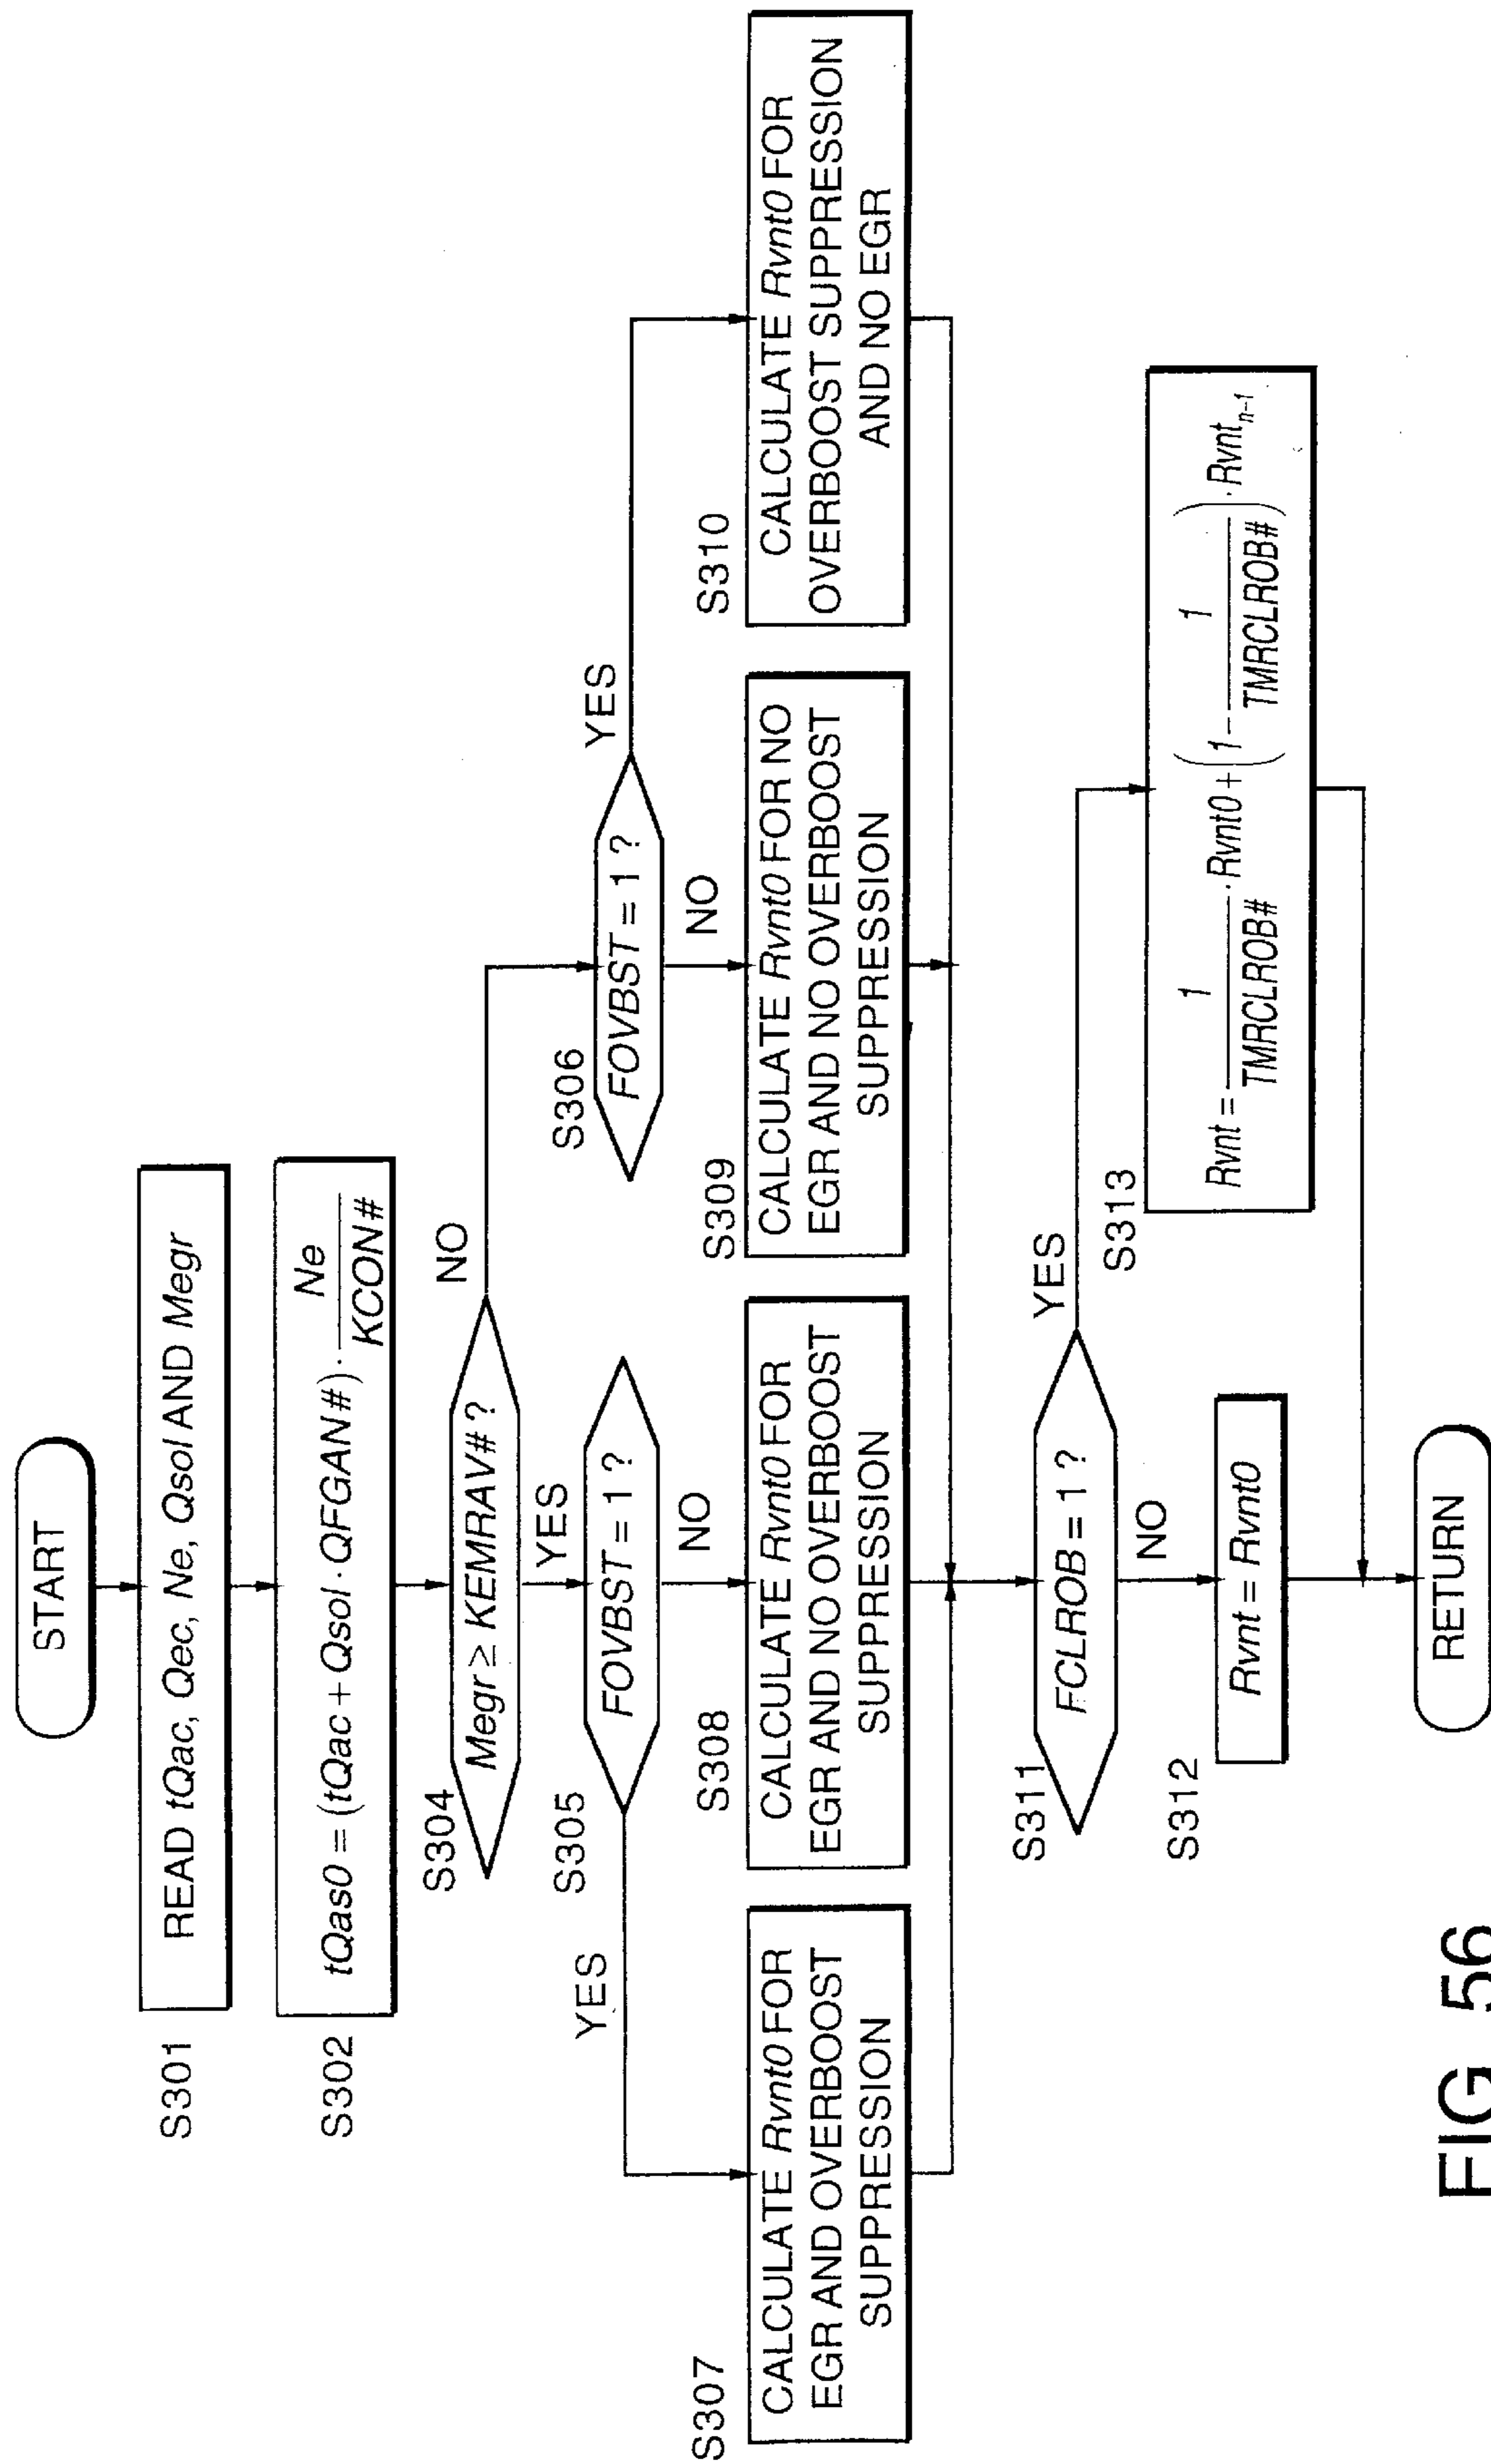 START
S301
READ tQac, Qec, Ne, Qsol AND Megr
S302
tQas0 = (tQac + Qsol · QFGAN#) · Ne / KCON#
S304
Megr ≥ KEMRAV# ?
NO
YES
S305
FOVBST = 1 ?
YES
NO
S306
FOVBST = 1 ?
YES
NO
S307
CALCULATE Rvnt0 FOR
EGR AND OVERBOOST
SUPPRESSION
S308
CALCULATE Rvnt0 FOR
EGR AND NO OVERBOOST
SUPPRESSION
S309
CALCULATE Rvnt0 FOR NO
EGR AND NO OVERBOOST
SUPPRESSION
S310
CALCULATE Rvnt0 FOR
OVERBOOST SUPPRESSION
AND NO EGR
S311
FCLROB = 1 ?
YES
NO
S312
Rvnt = Rvnt0
S313
Rvnt = 1 / TMRCLROB# · Rvnt0 + (1 - 1 / TMRCLROB#) · Rvntn-1
RETURN
FIG. 56